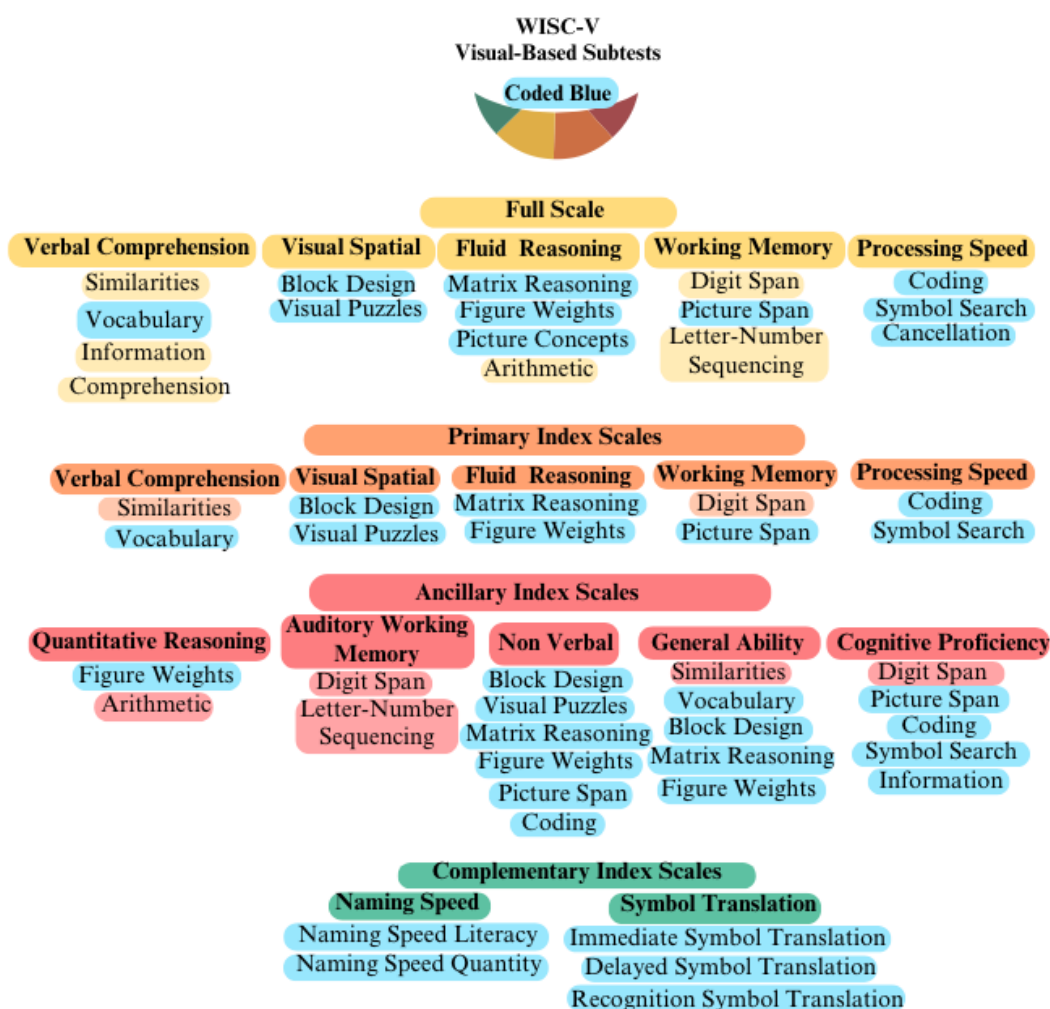 WISC-V
Visual-Based Subtests
Coded Blue
Full Scale
Verbal Comprehension
Similarities
Vocabulary
Information
Comprehension
Visual Spatial
Block Design
Visual Puzzles
Fluid Reasoning
Matrix Reasoning
Figure Weights
Picture Concepts
Arithmetic
Working Memory
Digit Span
Picture Span
Letter-Number
Sequencing
Processing Speed
Coding
Symbol Search
Cancellation
Primary Index Scales
Verbal Comprehension
Similarities
Vocabulary
Visual Spatial
Block Design
Visual Puzzles
Fluid Reasoning
Matrix Reasoning
Figure Weights
Working Memory
Digit Span
Picture Span
Processing Speed
Coding
Symbol Search
Ancillary Index Scales
Quantitative Reasoning
Figure Weights
Arithmetic
Auditory Working
Memory
Digit Span
Letter-Number
Sequencing
Non Verbal
Block Design
Visual Puzzles
Matrix Reasoning
Figure Weights
Picture Span
Coding
General Ability
Similarities
Vocabulary
Block Design
Matrix Reasoning
Figure Weights
Cognitive Proficiency
Digit Span
Picture Span
Coding
Symbol Search
Information
Complementary Index Scales
Naming Speed
Naming Speed Literacy
Naming Speed Quantity
Symbol Translation
Immediate Symbol Translation
Delayed Symbol Translation
Recognition Symbol Translation